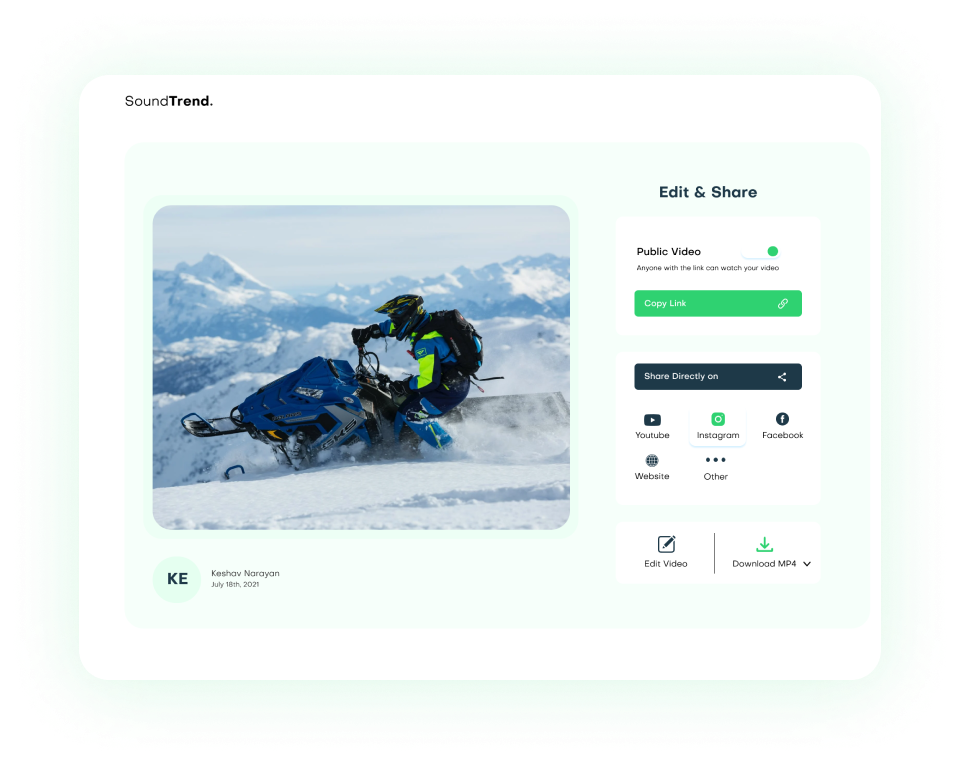 SoundTrend.
Edit & Share
Public Video
Anyone with the link can watch your video
Copy Link
Share Directly on
Youtube
Instagram
Facebook
Website
Other
Edit Video
Download MP4
KE
Keshav Narayan
July 18th, 2021